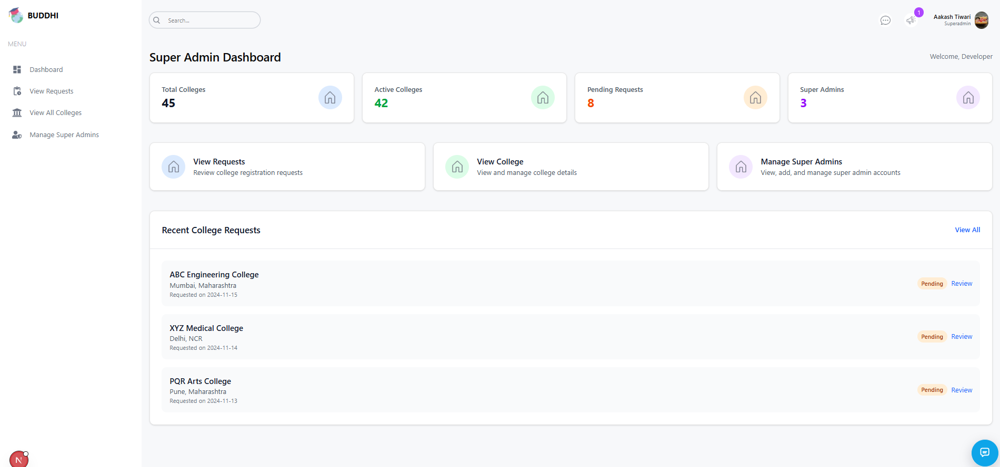 BUDDHI
MENU
Dashboard
View Requests
View All Colleges
Manage Super Admins
Search...
1
Aakash Tiwari
Superadmin
Super Admin Dashboard
Welcome, Developer
Total Colleges
45
Active Colleges
42
Pending Requests
8
Super Admins
3
View Requests
Review college registration requests
View College
View and manage college details
Manage Super Admins
View, add, and manage super admin accounts
Recent College Requests
View All
ABC Engineering College
Mumbai, Maharashtra
Requested on 2024-11-15
Pending
Review
XYZ Medical College
Delhi, NCR
Requested on 2024-11-14
Pending
Review
PQR Arts College
Pune, Maharashtra
Requested on 2024-11-13
Pending
Review
N